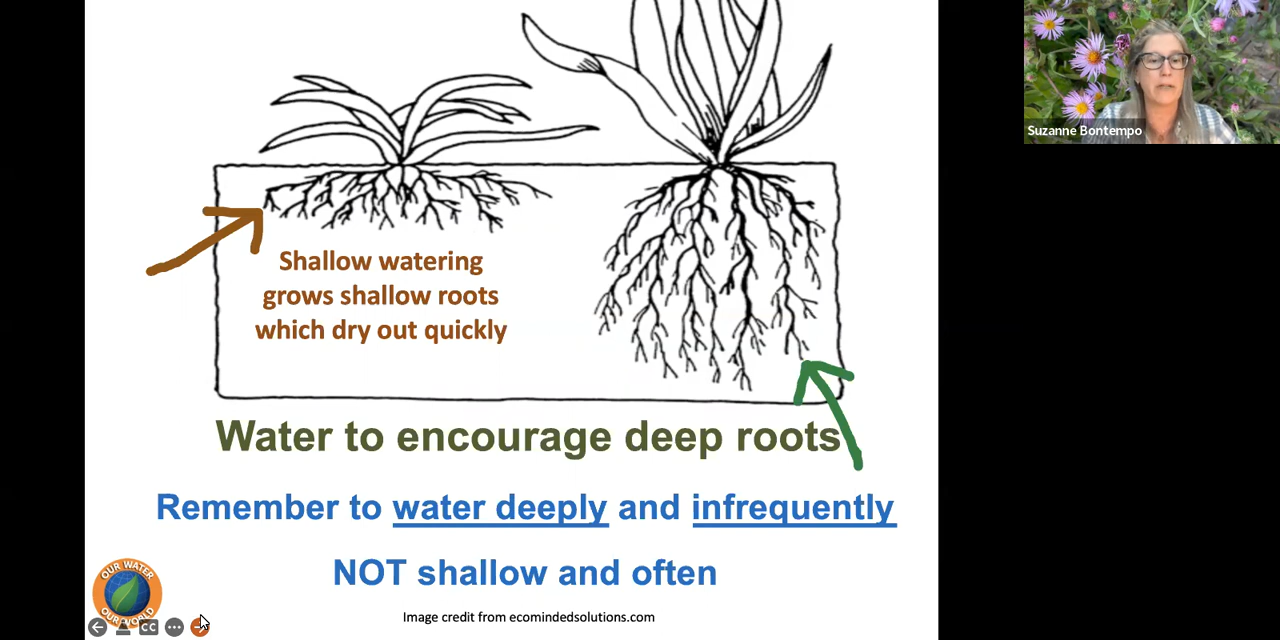 Suzanne Bontempo
Shallow watering
grows shallow roots
which dry out quickly
Water to encourage deep roots
Remember to water deeply and infrequently
NOT shallow and often
OUR WATER
OUR WORLD
CC
Image credit from ecomindedsolutions.com